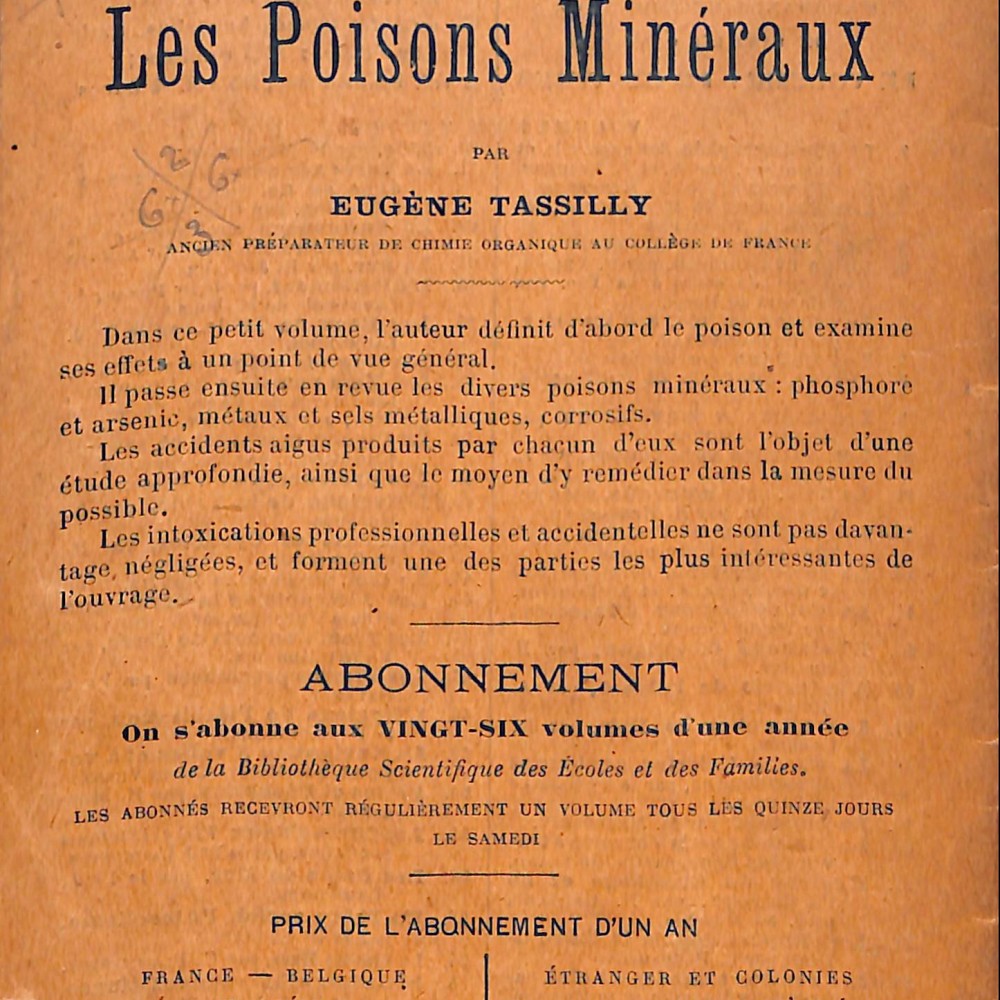 Les Poisons Minéraux
PAR
2
6
6
3
EUGÈNE TASSILLY
ANCIEN PRÉPARATEUR DE CHIMIE ORGANIQUE AU COLLÈGE DE FRANCE
Dans ce petit volume, l'auteur définit d'abord le poison et examine
ses effets à un point de vue général.
Il passe ensuite en revue les divers poisons minéraux : phosphore
et arsenic, métaux et sels métalliques, corrosifs.
Les accidents aigus produits par chacun d'eux sont l'objet d'une
étude approfondie, ainsi que le moyen d'y remédier dans la mesure du
possible.
Les intoxications professionnelles et accidentelles ne sont pas davan-
tage négligées, et forment une des parties les plus intéressantes de
l'ouvrage.
ABONNEMENT
On s'abonne aux VINGT-SIX volumes d'une année
de la Bibliothèque Scientifique des Écoles et des Familles.
LES ABONNÉS RECEVRONT RÉGULIÈREMENT UN VOLUME TOUS LES QUINZE JOURS
LE SAMEDI
PRIX DE L'ABONNEMENT D'UN AN
FRANCE — BELGIQUE
ÉTRANGER ET COLONIES